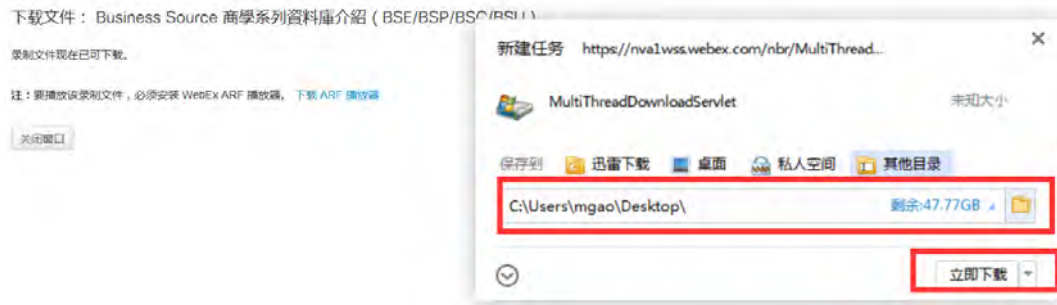 下载文件： Business Source 商學系列資料庫介紹 ( BSE/BSP/BSC/BSU )
录制文件现在已可下载。
注：要播放该录制文件，必须安装 WebEx ARF 播放器。 下载 ARF 播放器
关闭窗口
新建任务 https://nva1wss.webex.com/nbr/MultiThread...
MultiThreadDownloadServlet 未知大小
保存到 迅雷下载 桌面 私人空间 其他目录
C:\Users\mgao\Desktop\ 剩余:47.77GB
立即下载